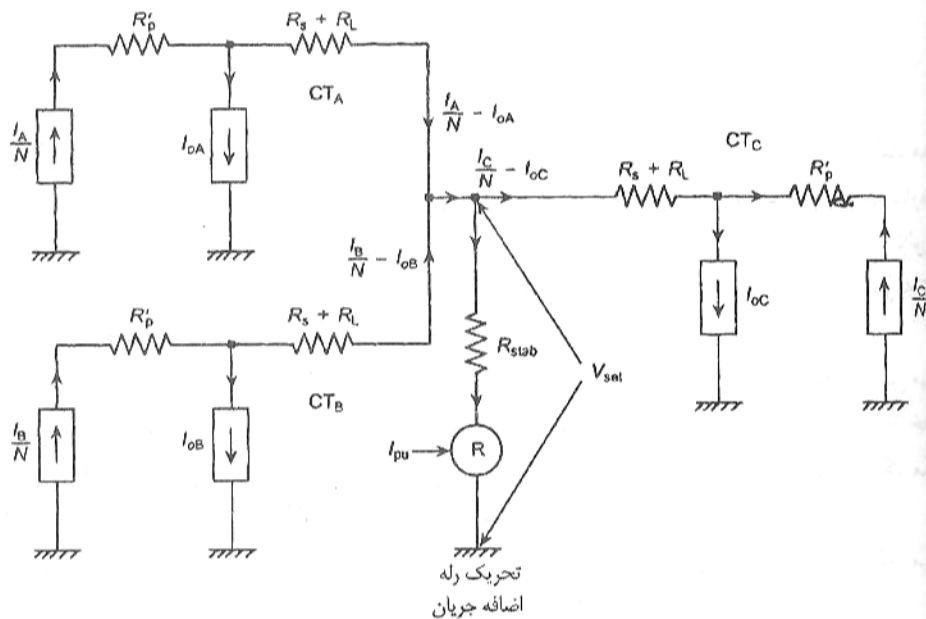 R'p
Rs + RL
CTA
IA/N
IoA
IA/N − IoA
CTC
IC/N − IoC
Rs + RL
R'p
IB/N − IoB
IoC
IC/N
R'p
Rs + RL
Rstab
Vset
CTB
IB/N
IoB
Ipu
R
تحریک رله
اضافه جریان